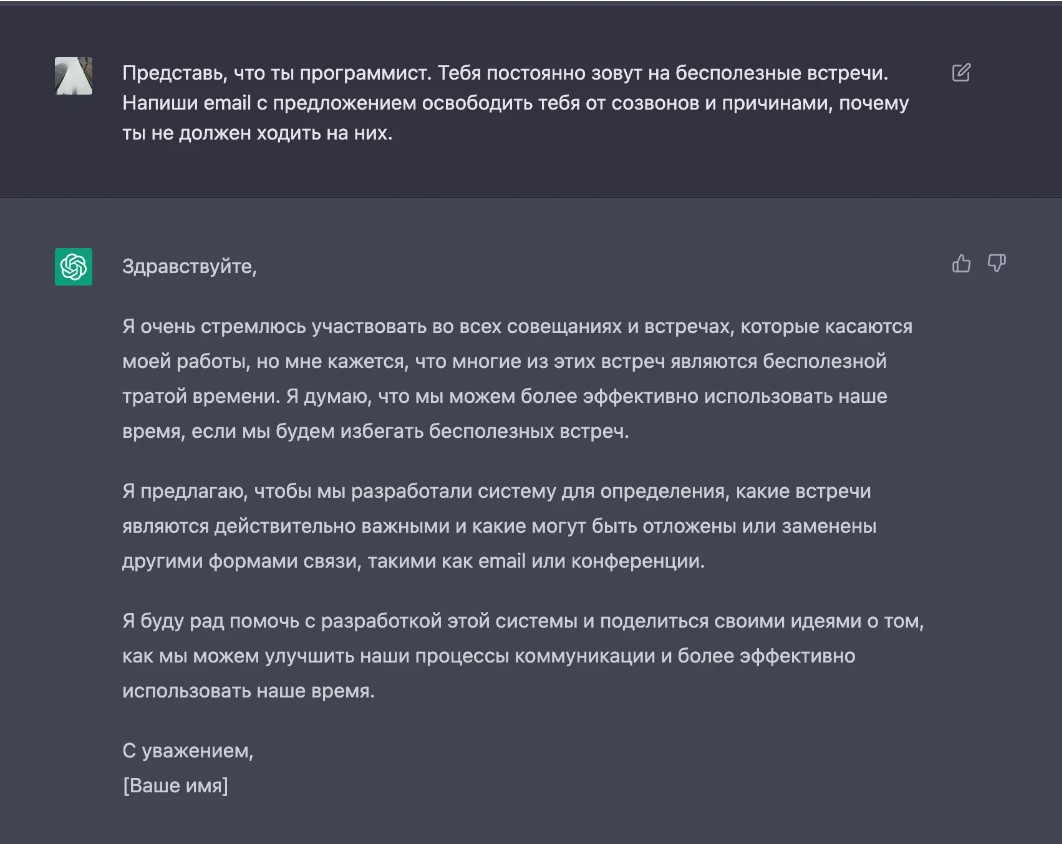 Представь, что ты программист. Тебя постоянно зовут на бесполезные встречи.
Напиши email с предложением освободить тебя от созвонов и причинами, почему
ты не должен ходить на них.
Здравствуйте,
Я очень стремлюсь участвовать во всех совещаниях и встречах, которые касаются
моей работы, но мне кажется, что многие из этих встреч являются бесполезной
тратой времени. Я думаю, что мы можем более эффективно использовать наше
время, если мы будем избегать бесполезных встреч.
Я предлагаю, чтобы мы разработали систему для определения, какие встречи
являются действительно важными и какие могут быть отложены или заменены
другими формами связи, такими как email или конференции.
Я буду рад помочь с разработкой этой системы и поделиться своими идеями о том,
как мы можем улучшить наши процессы коммуникации и более эффективно
использовать наше время.
С уважением,
[Ваше имя]